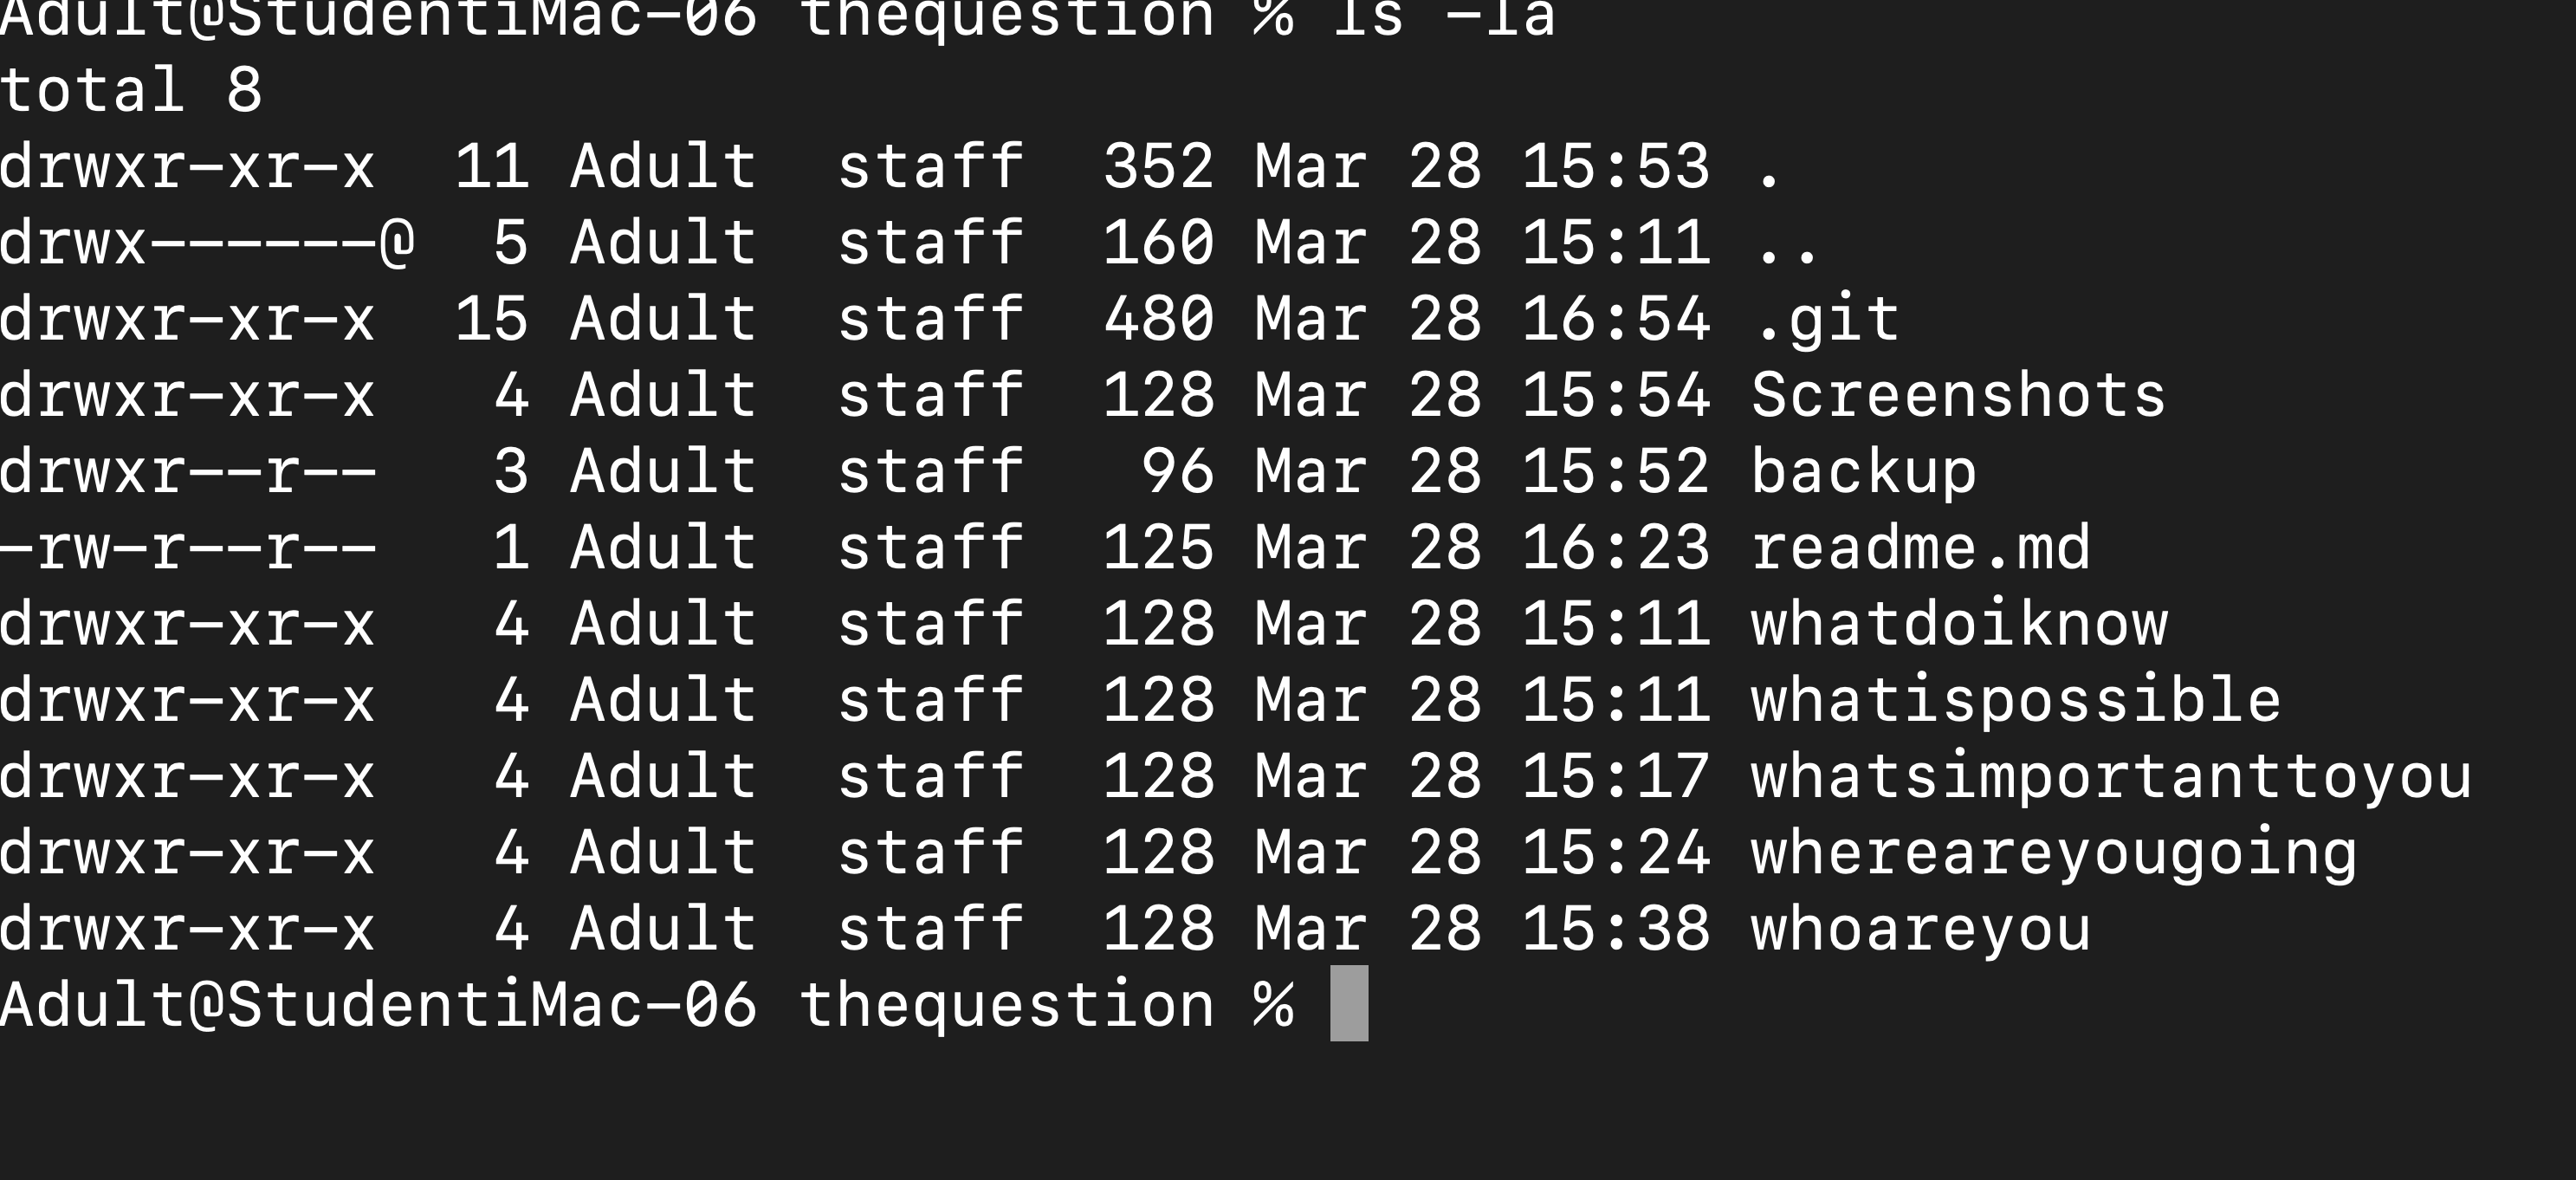 Adult@StudentiMac-06 thequestion % ls -la
total 8
drwxr-xr-x  11 Adult  staff  352 Mar 28 15:53 .
drwx------@  5 Adult  staff  160 Mar 28 15:11 ..
drwxr-xr-x  15 Adult  staff  480 Mar 28 16:54 .git
drwxr-xr-x   4 Adult  staff  128 Mar 28 15:54 Screenshots
drwxr--r--   3 Adult  staff   96 Mar 28 15:52 backup
-rw-r--r--   1 Adult  staff  125 Mar 28 16:23 readme.md
drwxr-xr-x   4 Adult  staff  128 Mar 28 15:11 whatdoiknow
drwxr-xr-x   4 Adult  staff  128 Mar 28 15:11 whatispossible
drwxr-xr-x   4 Adult  staff  128 Mar 28 15:17 whatsimportanttoyou
drwxr-xr-x   4 Adult  staff  128 Mar 28 15:24 whereareyougoing
drwxr-xr-x   4 Adult  staff  128 Mar 28 15:38 whoareyou
Adult@StudentiMac-06 thequestion %